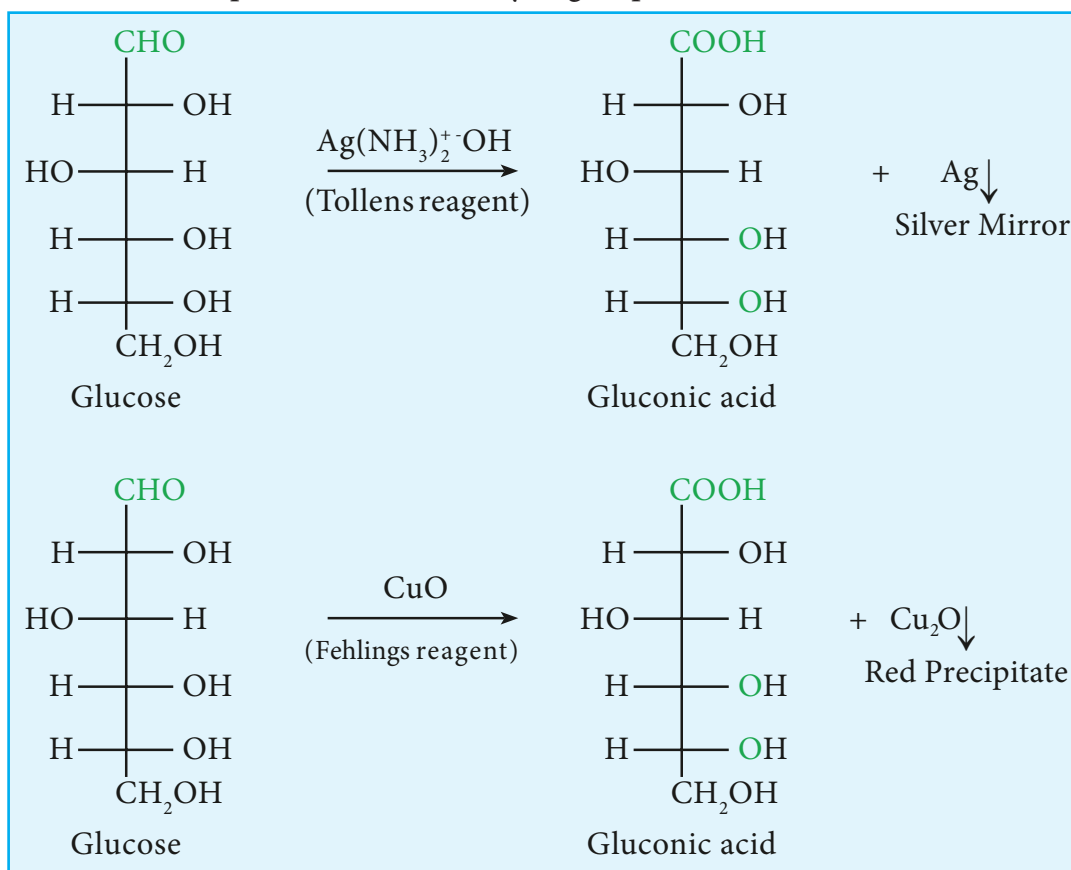 CHO COOH
H OH H OH
Ag(NH₃)₂⁺ ⁻OH
HO H HO H + Ag↓
(Tollens reagent) Silver Mirror
H OH H OH
H OH H OH
CH₂OH CH₂OH
Glucose Gluconic acid
CHO COOH
H OH H OH
CuO
HO H HO H + Cu₂O↓
(Fehlings reagent) Red Precipitate
H OH H OH
H OH H OH
CH₂OH CH₂OH
Glucose Gluconic acid